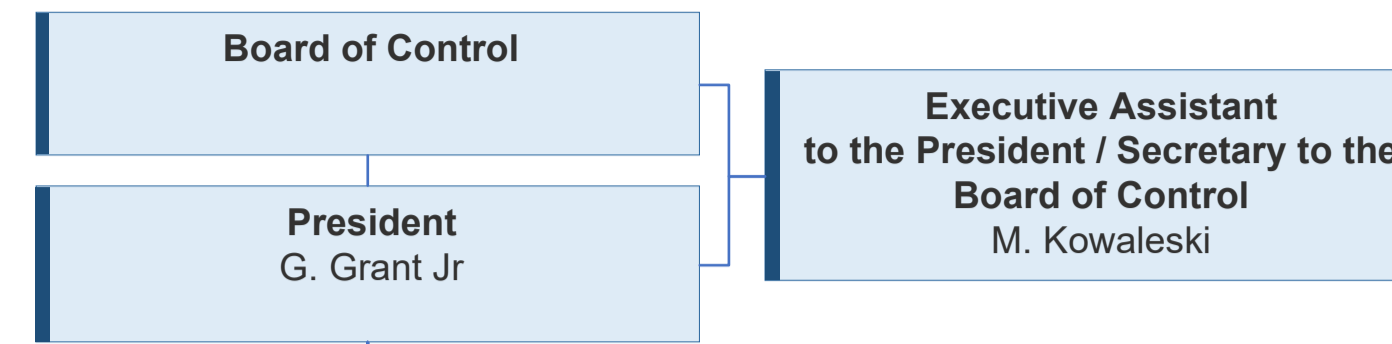 Board of Control
President
G. Grant Jr
Executive Assistant
to the President / Secretary to the
Board of Control
M. Kowaleski